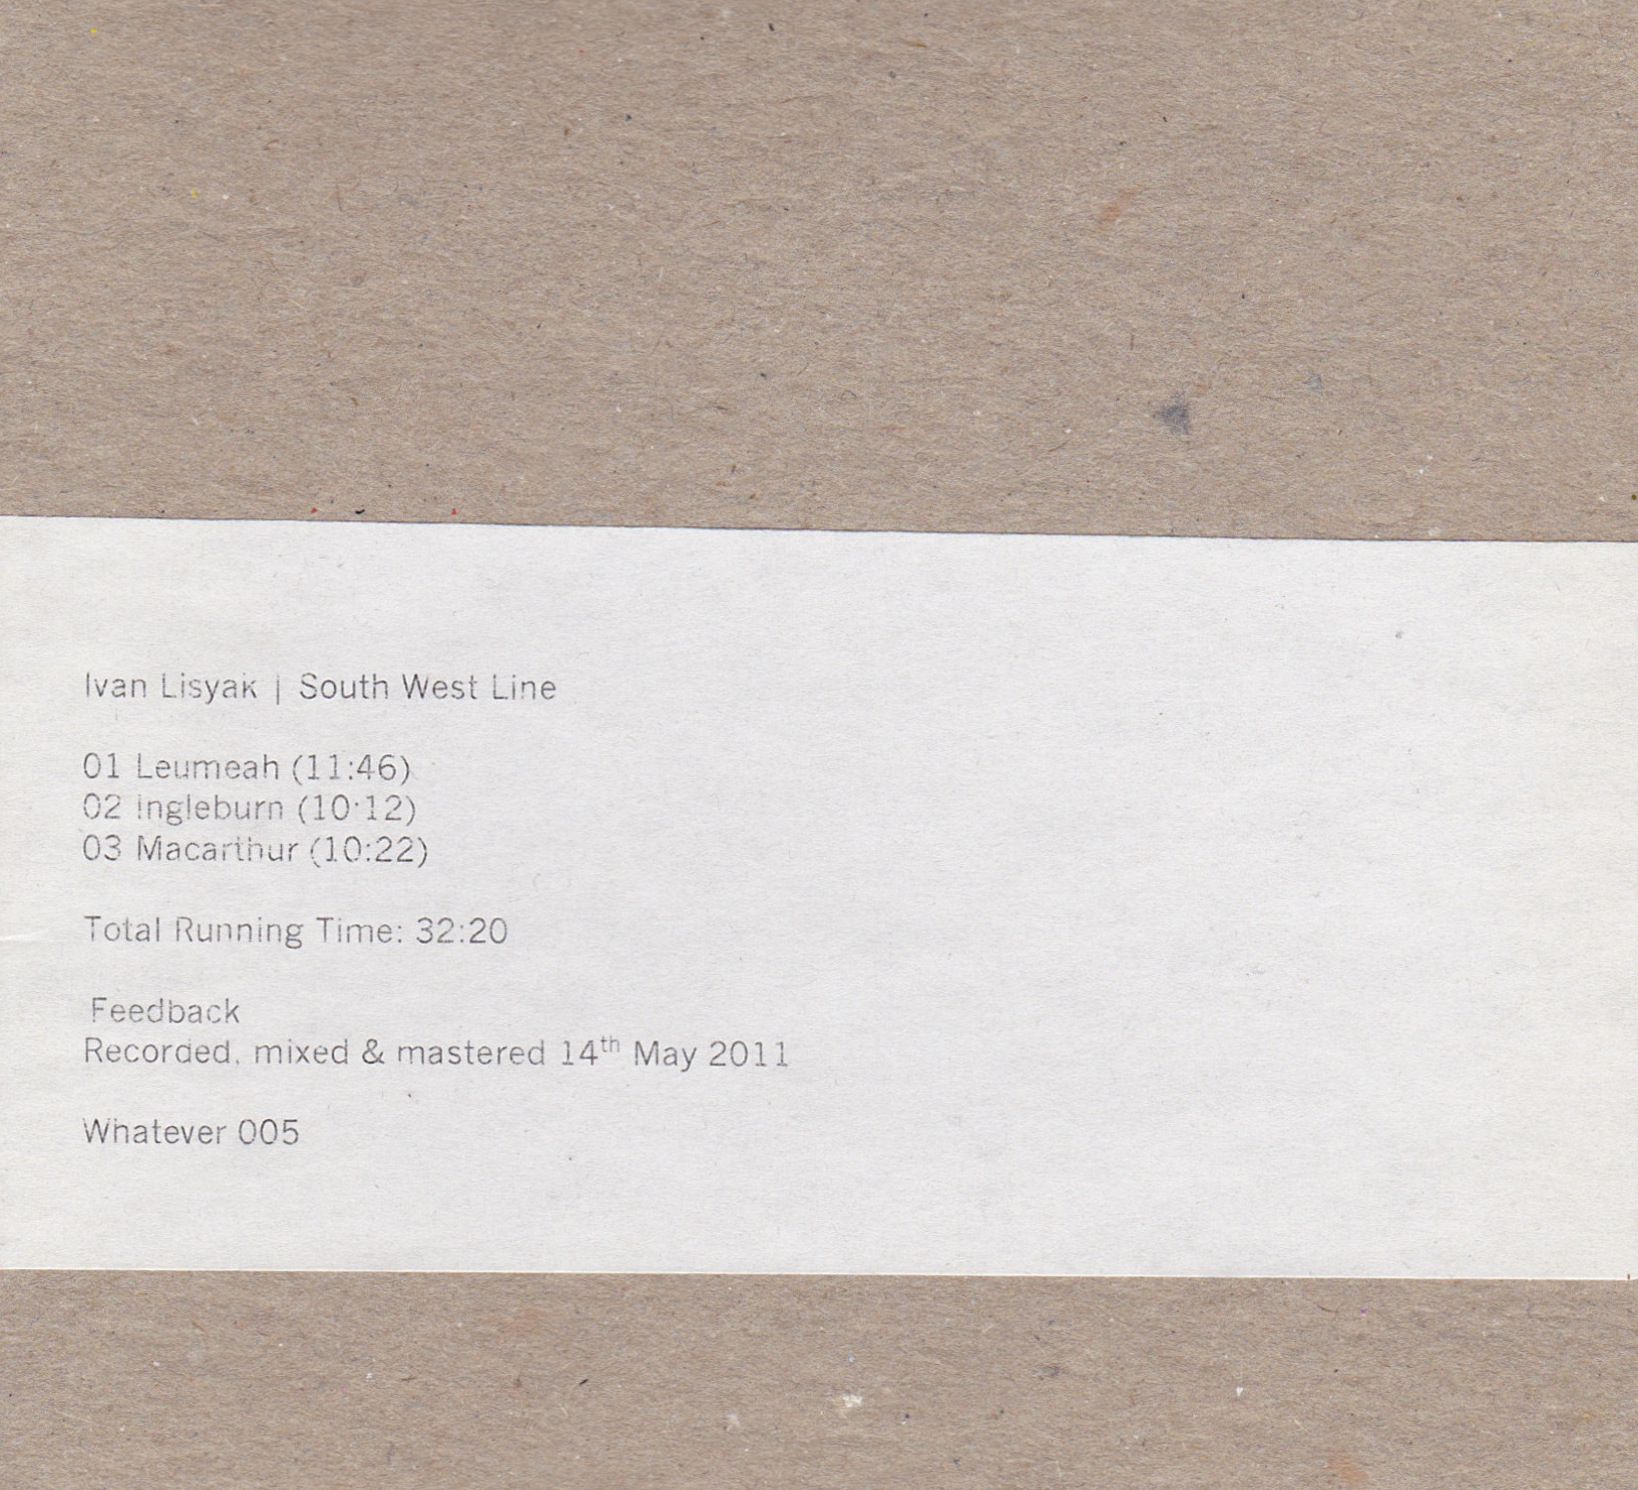 Ivan Lisyak | South West Line
01 Leumeah (11:46)
02 Ingleburn (10:12)
03 Macarthur (10:22)
Total Running Time: 32:20
Feedback
Recorded, mixed & mastered 14th May 2011
Whatever 005